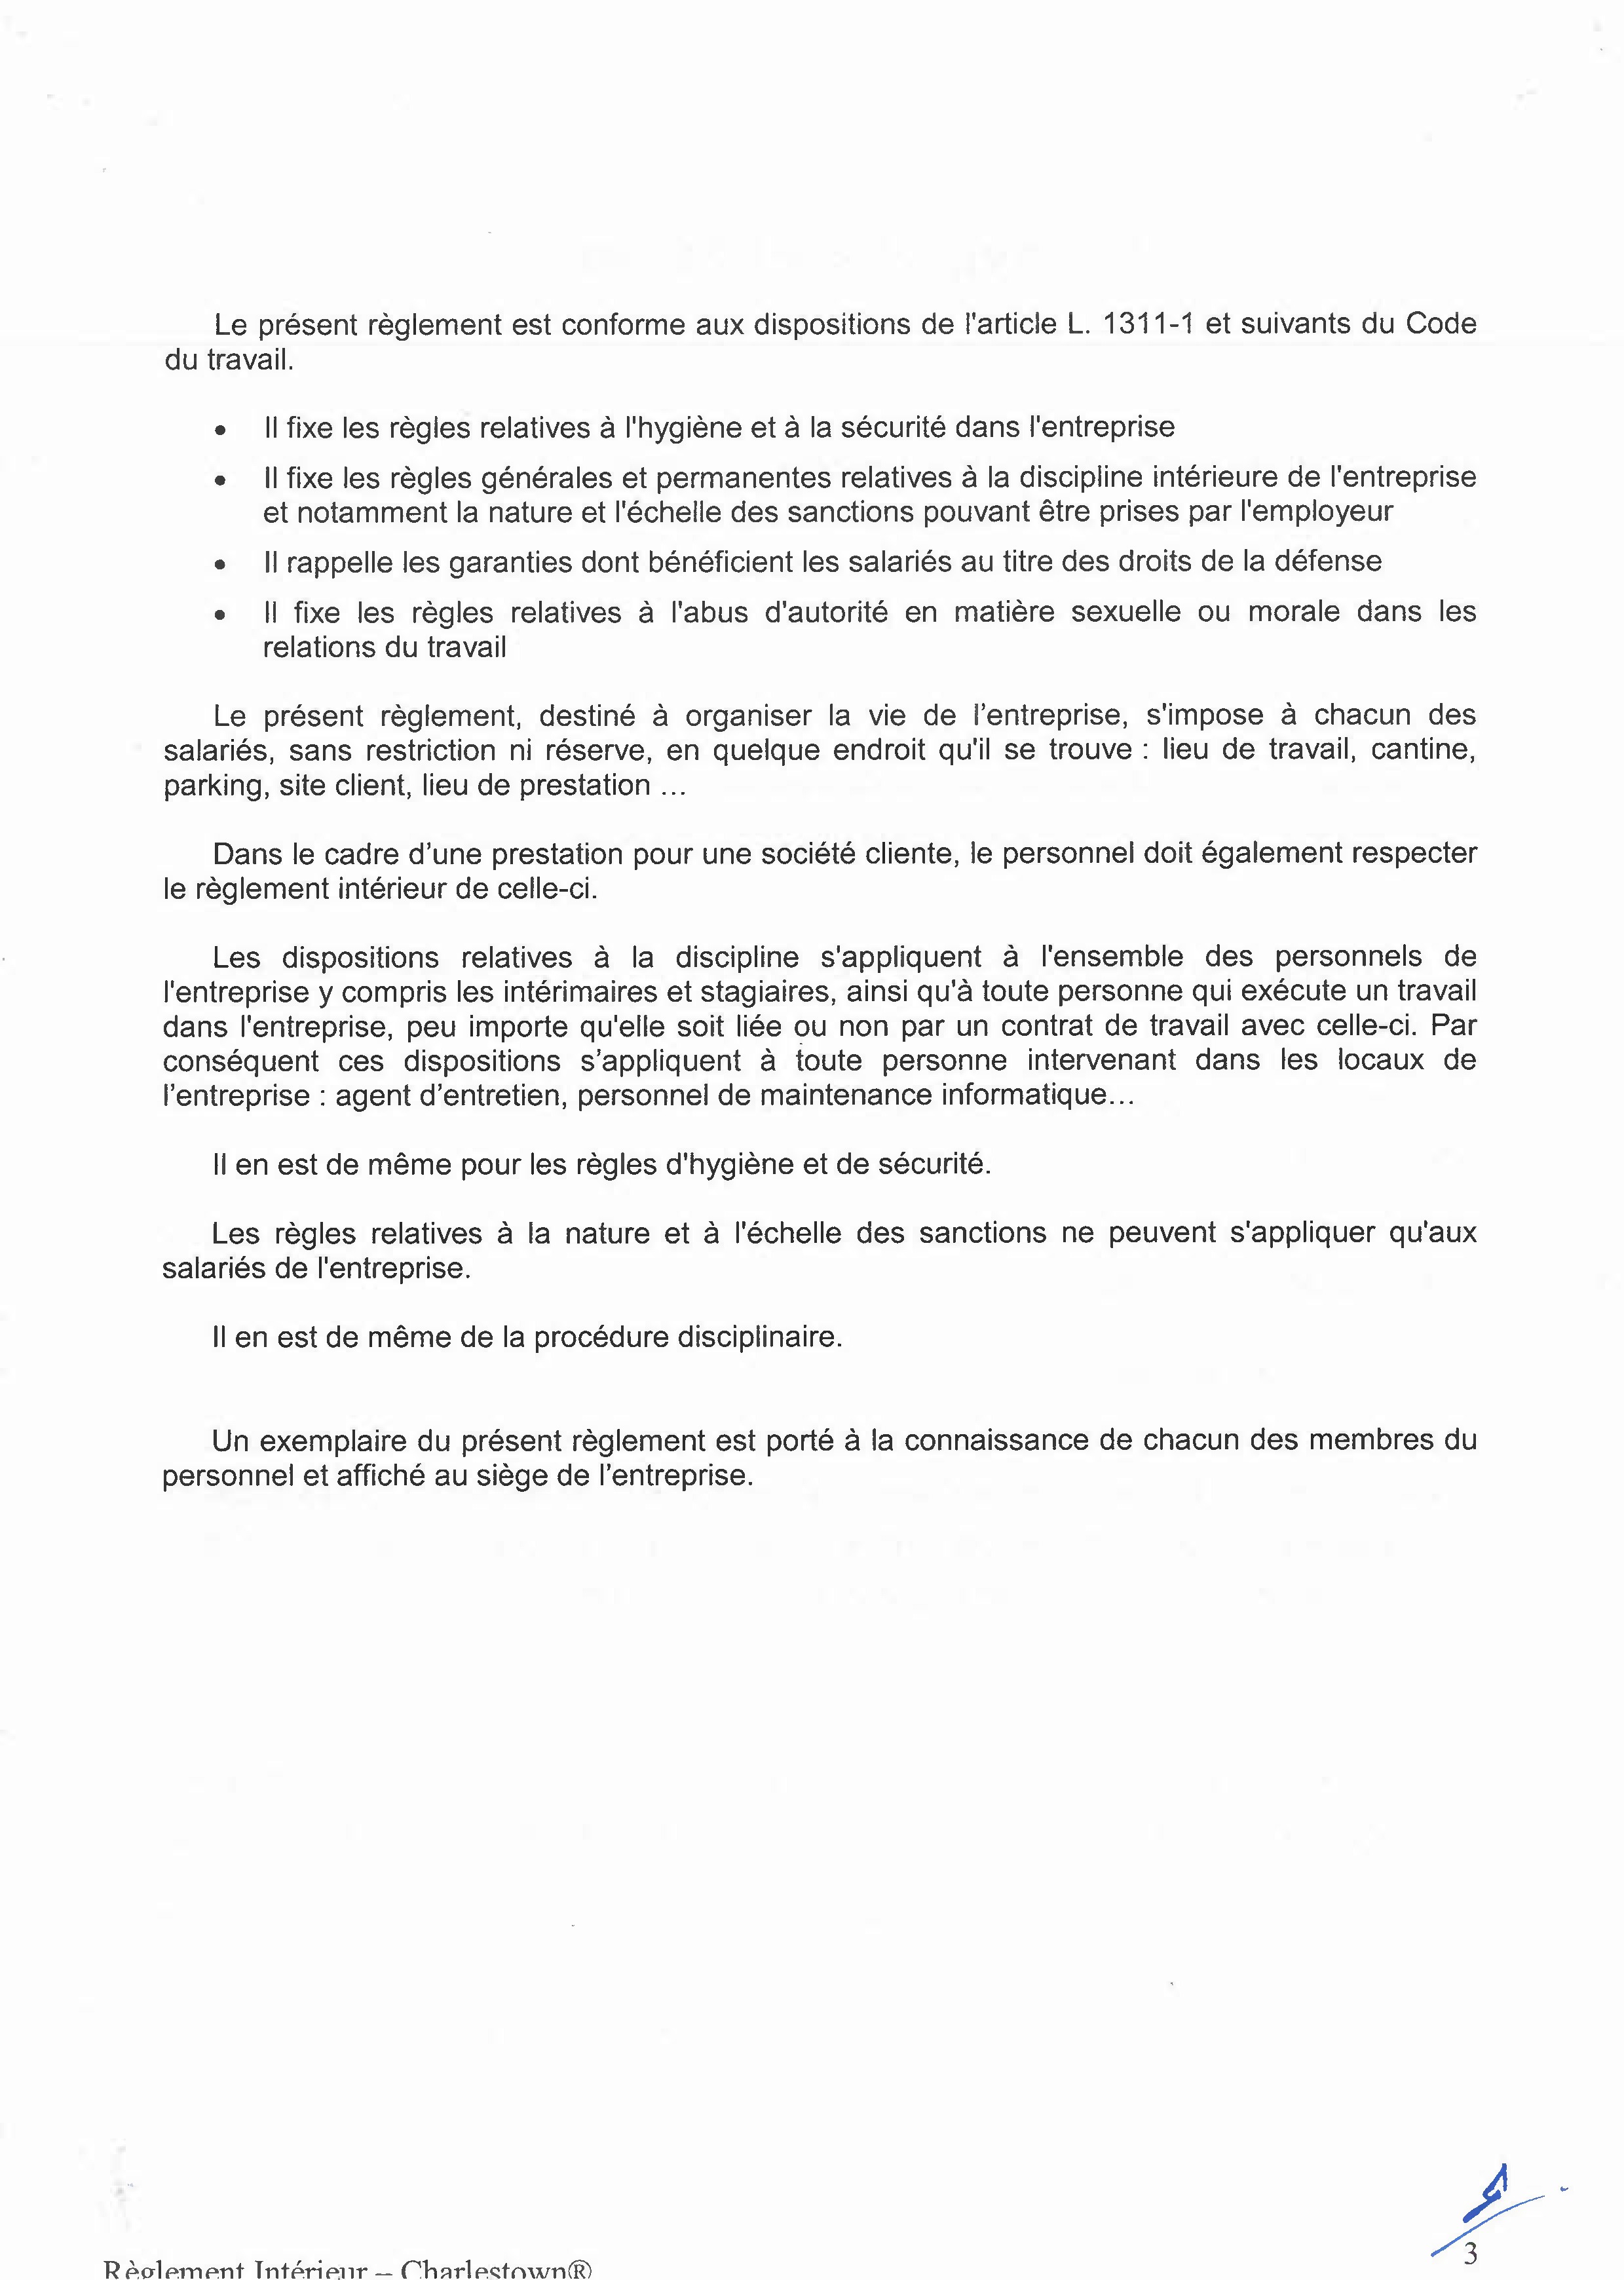 Le présent règlement est conforme aux dispositions de l'article L. 1311-1 et suivants du Code
du travail.
• Il fixe les règles relatives à l'hygiène et à la sécurité dans l'entreprise
• Il fixe les règles générales et permanentes relatives à la discipline intérieure de l'entreprise
et notamment la nature et l'échelle des sanctions pouvant être prises par l'employeur
• Il rappelle les garanties dont bénéficient les salariés au titre des droits de la défense
• Il fixe les règles relatives à l'abus d'autorité en matière sexuelle ou morale dans les
relations du travail
Le présent règlement, destiné à organiser la vie de l’entreprise, s'impose à chacun des
salariés, sans restriction ni réserve, en quelque endroit qu'il se trouve : lieu de travail, cantine,
parking, site client, lieu de prestation ...
Dans le cadre d’une prestation pour une société cliente, le personnel doit également respecter
le règlement intérieur de celle-ci.
Les dispositions relatives à la discipline s'appliquent à l'ensemble des personnels de
l'entreprise y compris les intérimaires et stagiaires, ainsi qu'à toute personne qui exécute un travail
dans l'entreprise, peu importe qu'elle soit liée ou non par un contrat de travail avec celle-ci. Par
conséquent ces dispositions s’appliquent à toute personne intervenant dans les locaux de
l’entreprise : agent d’entretien, personnel de maintenance informatique...
Il en est de même pour les règles d'hygiène et de sécurité.
Les règles relatives à la nature et à l'échelle des sanctions ne peuvent s'appliquer qu'aux
salariés de l'entreprise.
Il en est de même de la procédure disciplinaire.
Un exemplaire du présent règlement est porté à la connaissance de chacun des membres du
personnel et affiché au siège de l’entreprise.
3
Règlement Intérieur – Charlestown®